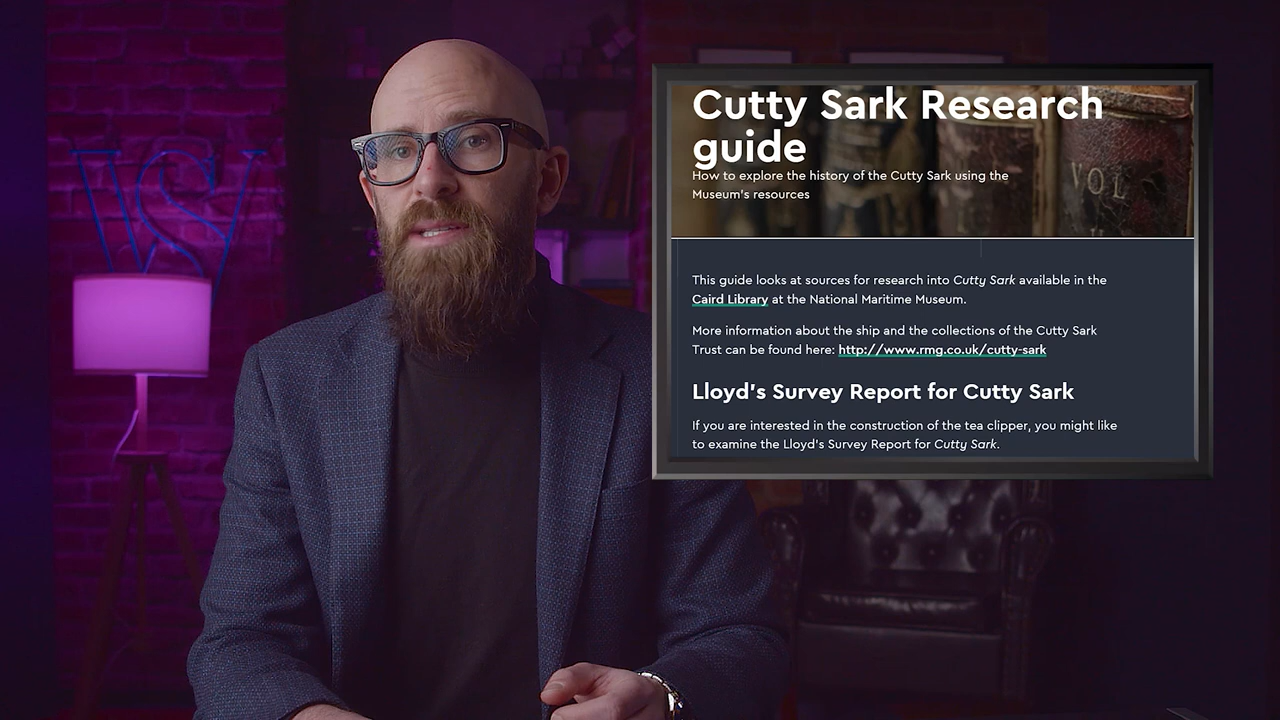 Cutty Sark Research
guide
How to explore the history of the Cutty Sark using the
Museum's resources
VOL
This guide looks at sources for research into Cutty Sark available in the
Caird Library at the National Maritime Museum.
More information about the ship and the collections of the Cutty Sark
Trust can be found here: http://www.rmg.co.uk/cutty-sark
Lloyd's Survey Report for Cutty Sark
If you are interested in the construction of the tea clipper, you might like
to examine the Lloyd's Survey Report for Cutty Sark.